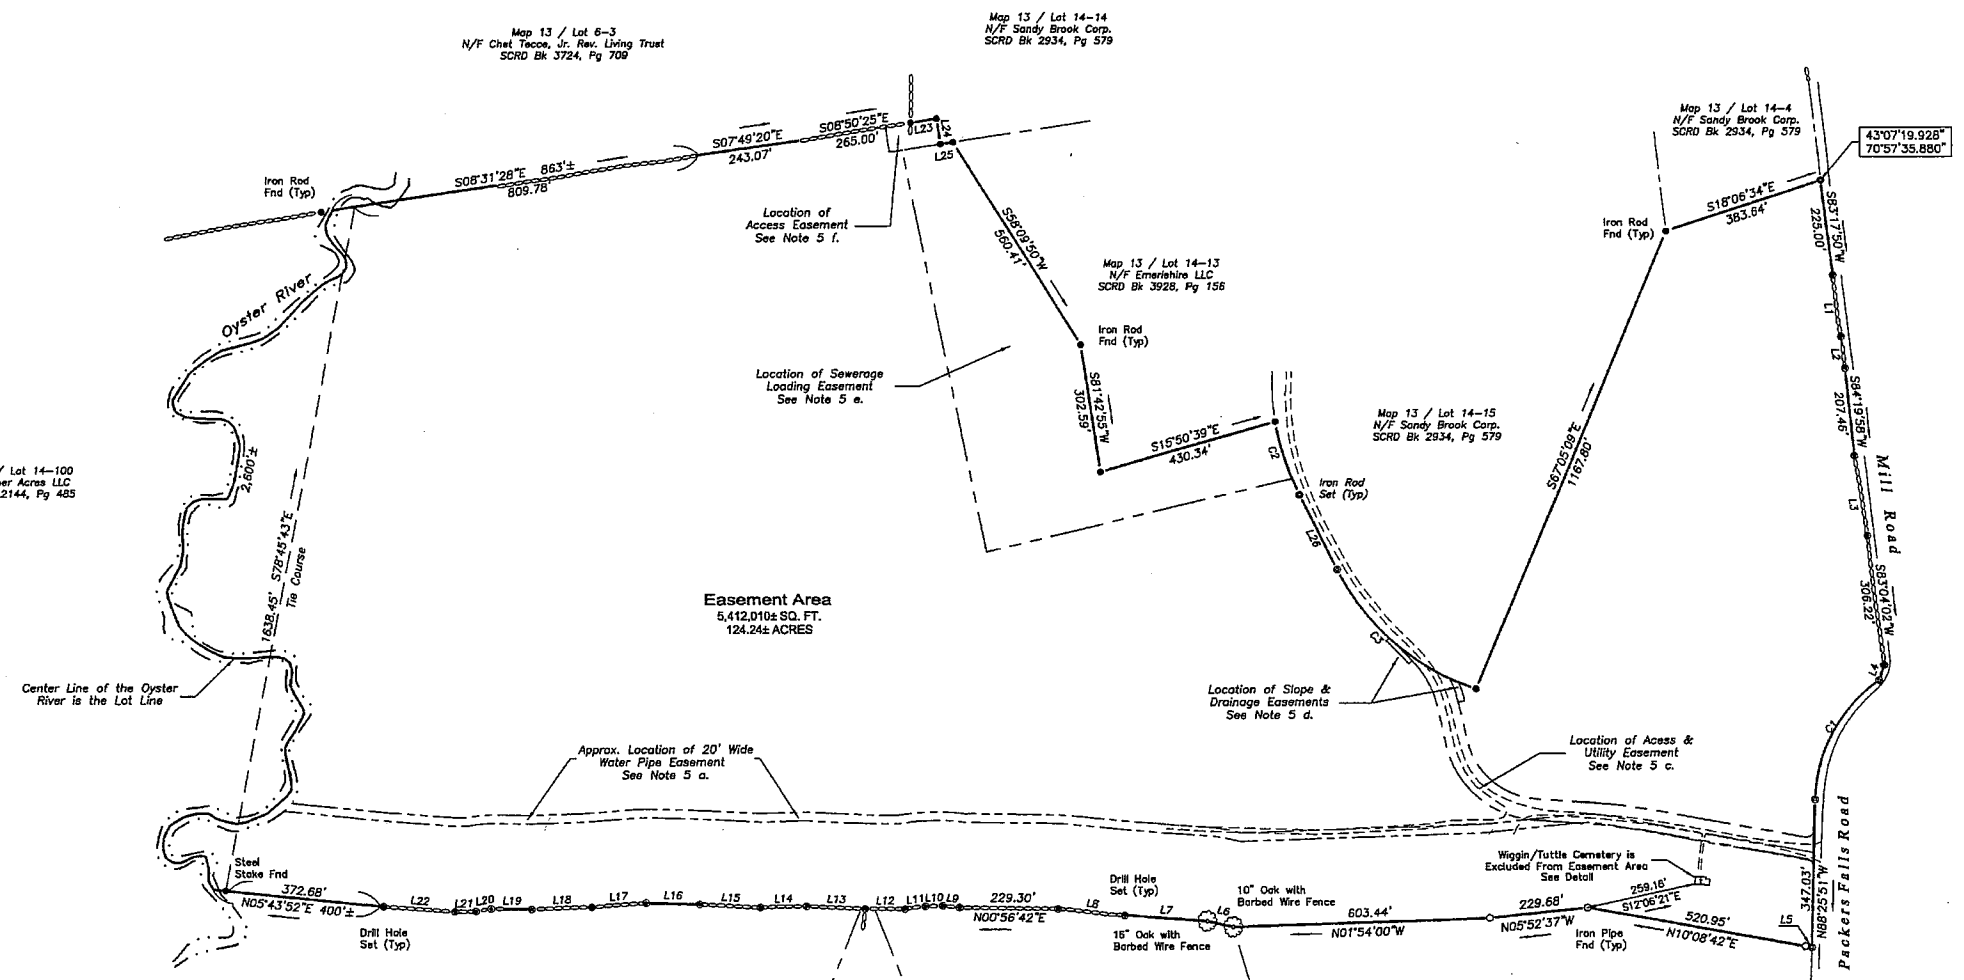 Map 13 / Lot 6-3
N/F Chet Tecce, Jr. Rev. Living Trust
SCRD Bk 3724, Pg 709
Map 13 / Lot 14-14
N/F Sandy Brook Corp.
SCRD Bk 2934, Pg 579
Map 13 / Lot 14-4
N/F Sandy Brook Corp.
SCRD Bk 2934, Pg 579
43°07'19.928"
70°57'35.880"
Iron Rod
Fnd (Typ)
S08°31'28"E 863'±
809.78'
S07°49'20"E
243.07'
S08°50'25"E
265.00'
L23
L24
L25
Location of
Access Easement
See Note 5 f.
S58°09'50"W
560.41'
Map 13 / Lot 14-13
N/F Emerishire LLC
SCRD Bk 3928, Pg 156
Iron Rod
Fnd (Typ)
S18°06'34"E
383.64'
Iron Rod
Fnd (Typ)
S83°17'50"W
225.00'
L1
L2
S84°19'58"W
207.46'
L3
Mill Road
S83°04'02"W
306.22'
L4
C1
Oyster River
Location of Sewerage
Loading Easement
See Note 5 e.
S81°42'55"W
302.59'
S15°50'39"E
430.34'
C2
Iron Rod
Set (Typ)
L26
C3
Map 13 / Lot 14-15
N/F Sandy Brook Corp.
SCRD Bk 2934, Pg 579
S67°05'09"E
1167.80'
/ Lot 14-100
er Acres LLC
2144, Pg 485
2,600'±
1638.45' S78°45'43"E
Tie Course
Easement Area
5,412,010± SQ. FT.
124.24± ACRES
Center Line of the Oyster
River is the Lot Line
Location of Slope &
Drainage Easements
See Note 5 d.
Location of Acess &
Utility Easement
See Note 5 c.
Approx. Location of 20' Wide
Water Pipe Easement
See Note 5 a.
Steel
Stake Fnd
372.68'
N05°43'52"E 400'±
Drill Hole
Set (Typ)
L22
L21
L20
L19
L18
L17
L16
L15
L14
L13
L12
L11
L10
L9
229.30'
N00°56'42"E
L8
Drill Hole
Set (Typ)
L7
L6
15" Oak with
Barbed Wire Fence
10" Oak with
Barbed Wire Fence
603.44'
N01°54'00"W
229.68'
N05°52'37"W
Iron Pipe
Fnd (Typ)
Wiggin/Tuttle Cemetery is
Excluded From Easement Area
See Detail
259.16'
S12°06'21"E
520.95'
N10°08'42"E
L5
347.03'
N88°25'51"W
Packers Falls Road